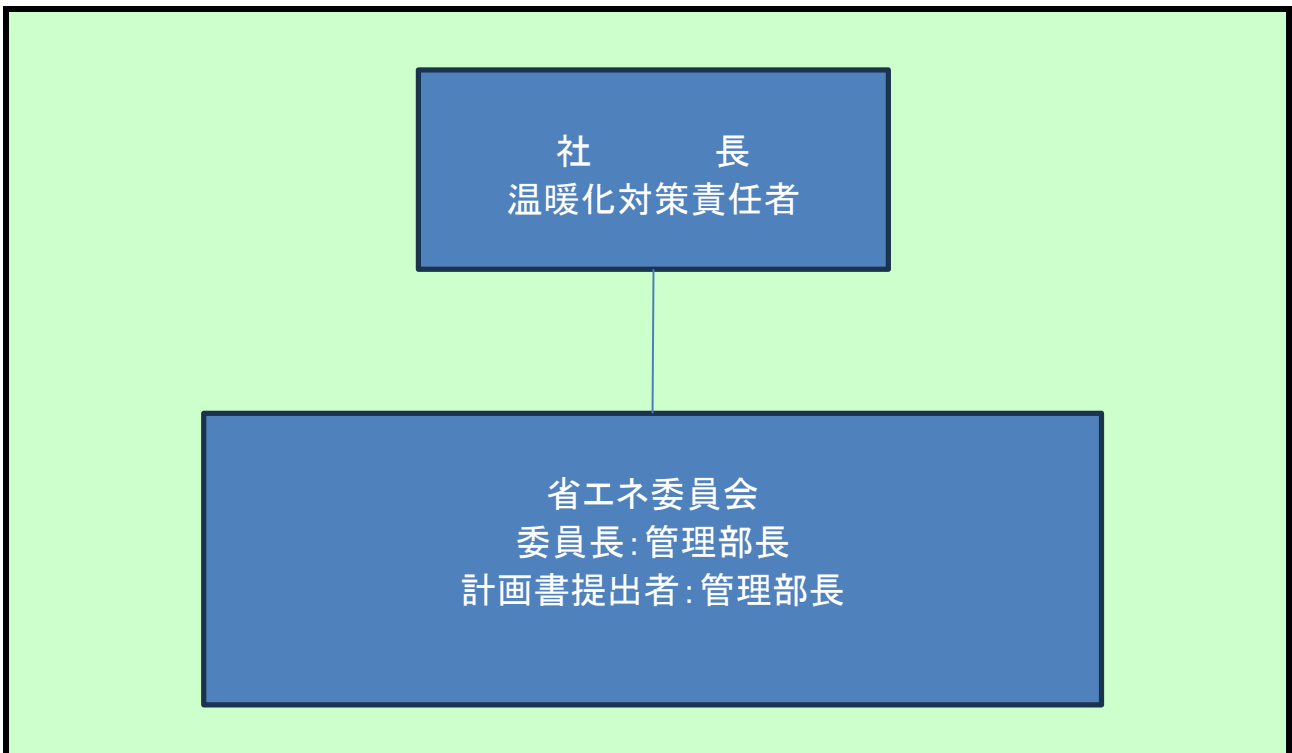 社　　　長
温暖化対策責任者
省エネ委員会
委員長：管理部長
計画書提出者：管理部長